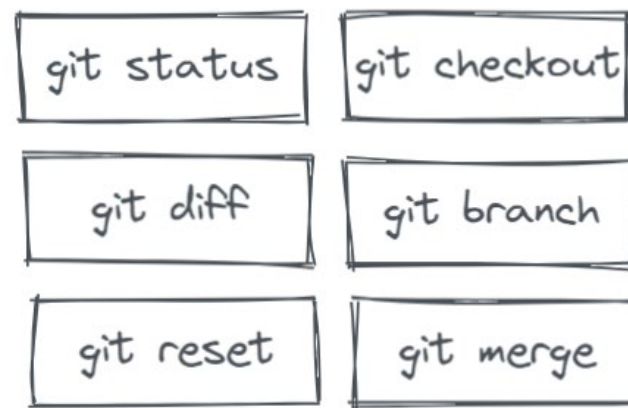 git status
git checkout
git diff
git branch
git reset
git merge